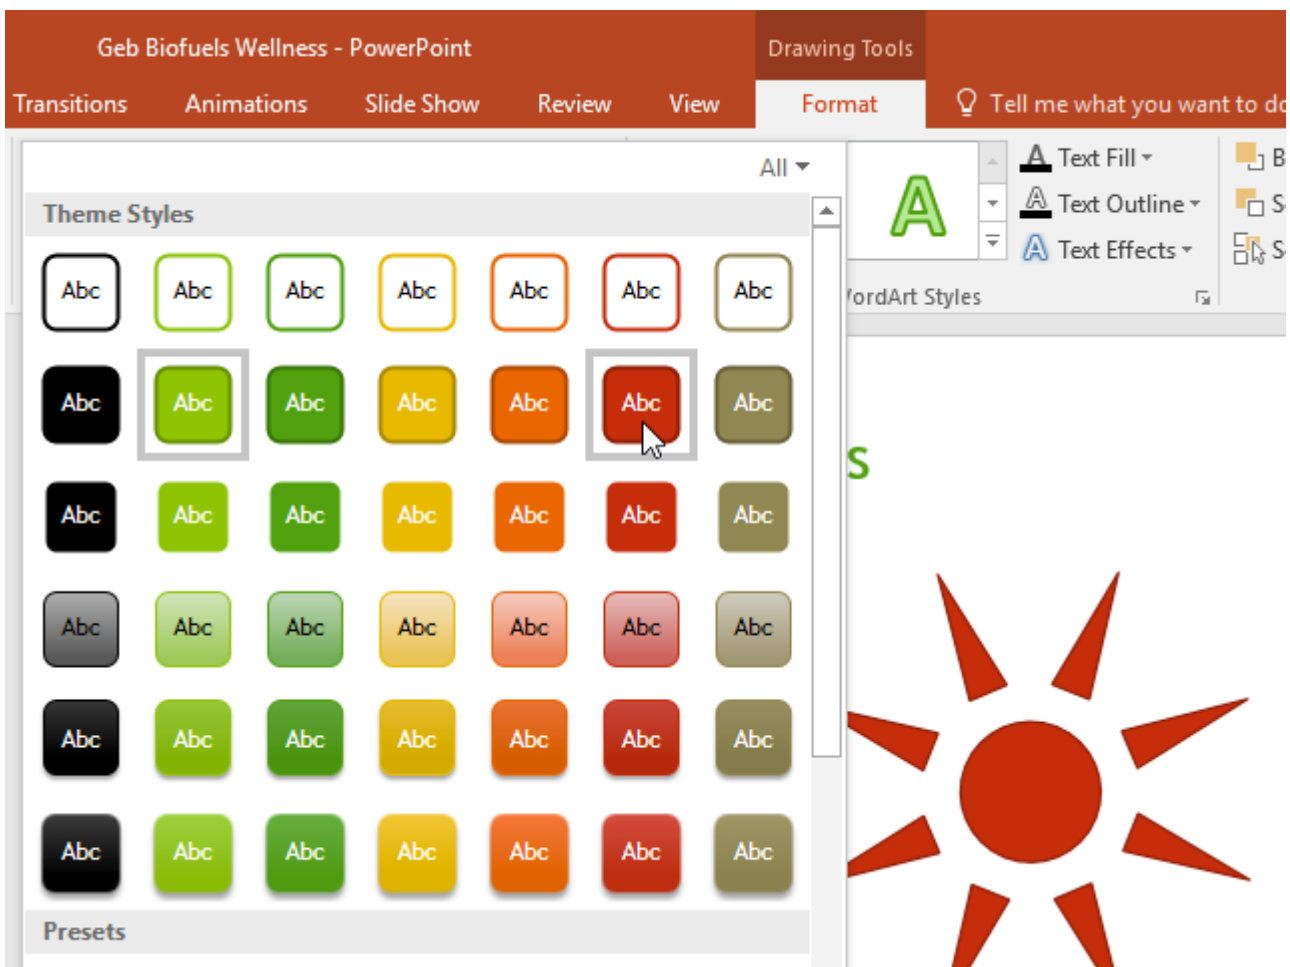 Geb Biofuels Wellness - PowerPoint
Drawing Tools
Transitions Animations Slide Show Review View Format Tell me what you want to do
All
Text Fill
B
Theme Styles
A
Text Outline
S
Text Effects
S
Abc Abc Abc Abc Abc Abc Abc
ordArt Styles
Abc Abc Abc Abc Abc Abc Abc
s
Abc Abc Abc Abc Abc Abc Abc
Abc Abc Abc Abc Abc Abc Abc
Abc Abc Abc Abc Abc Abc Abc
Abc Abc Abc Abc Abc Abc Abc
Presets